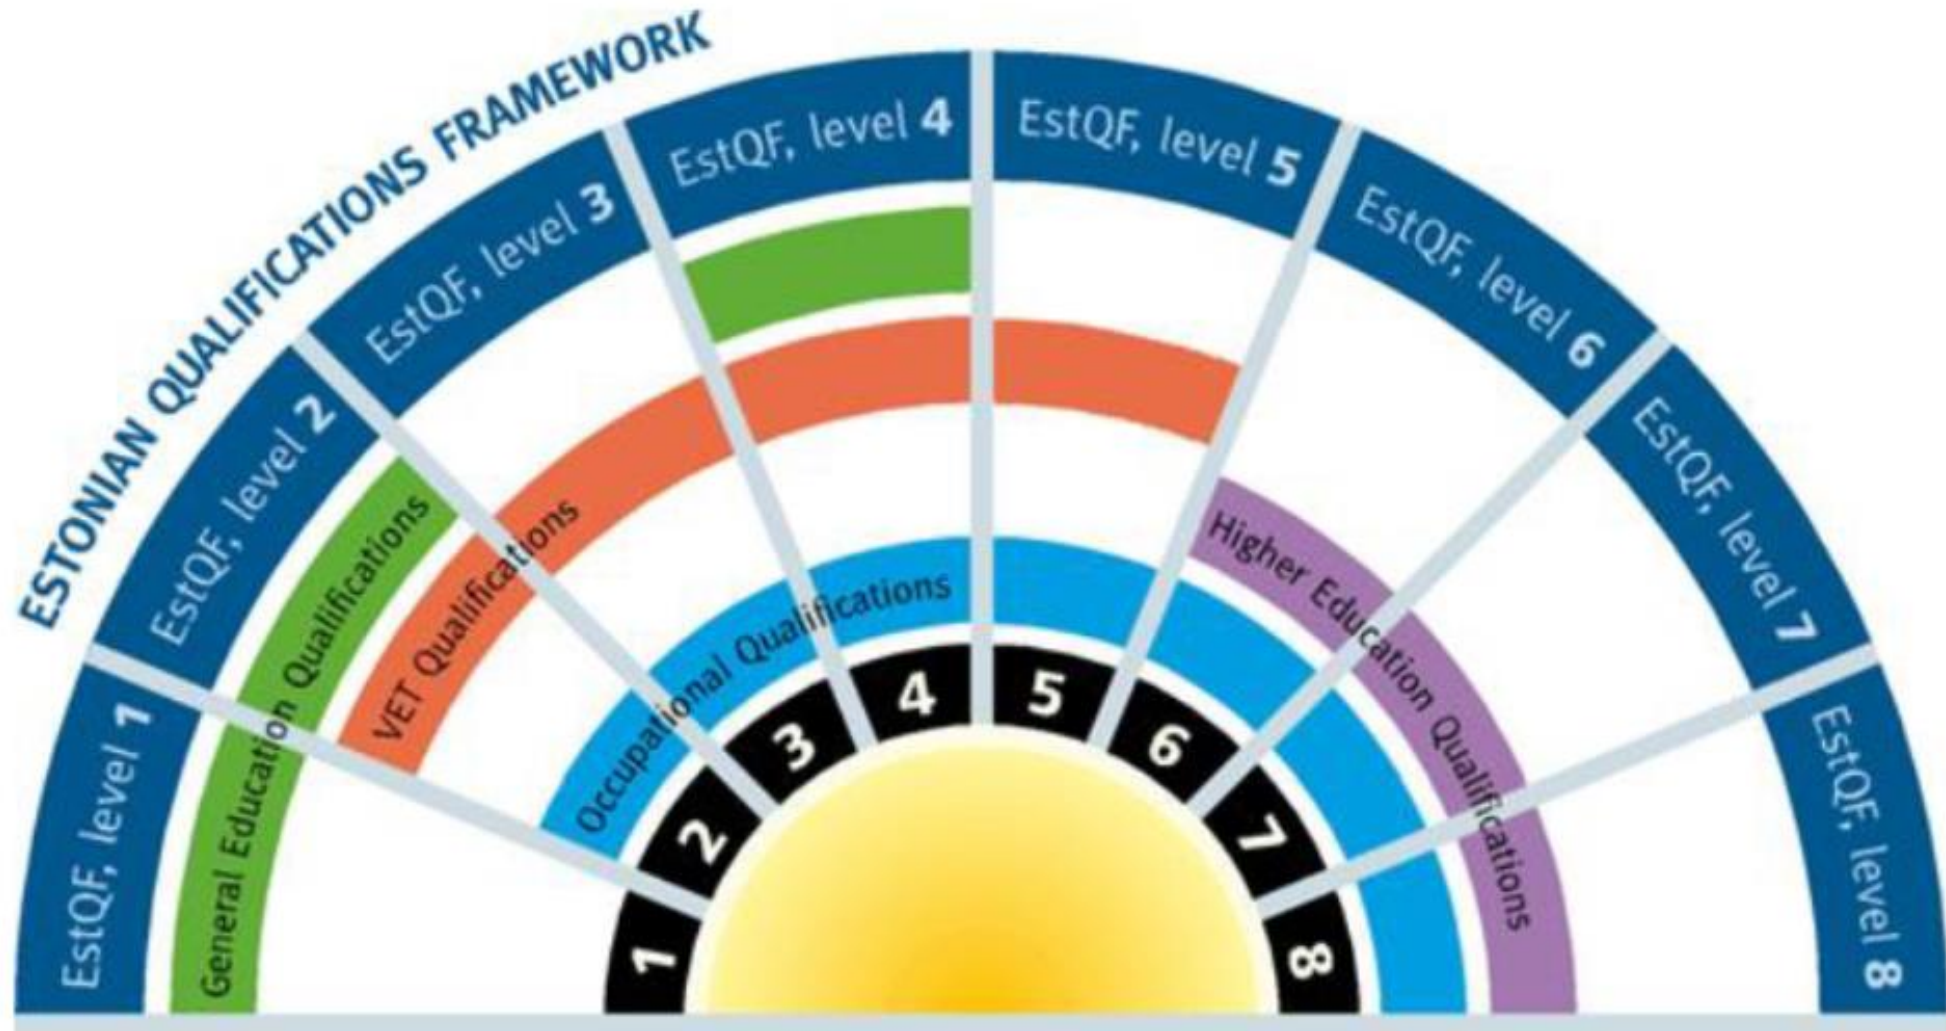 ESTONIAN QUALIFICATIONS FRAMEWORK
EstQF, level 1
EstQF, level 2
EstQF, level 3
EstQF, level 4
EstQF, level 5
EstQF, level 6
EstQF, level 7
EstQF, level 8
General Education Qualifications
VET Qualifications
Occupational Qualifications
Higher Education Qualifications
1
2
3
4
5
6
7
8